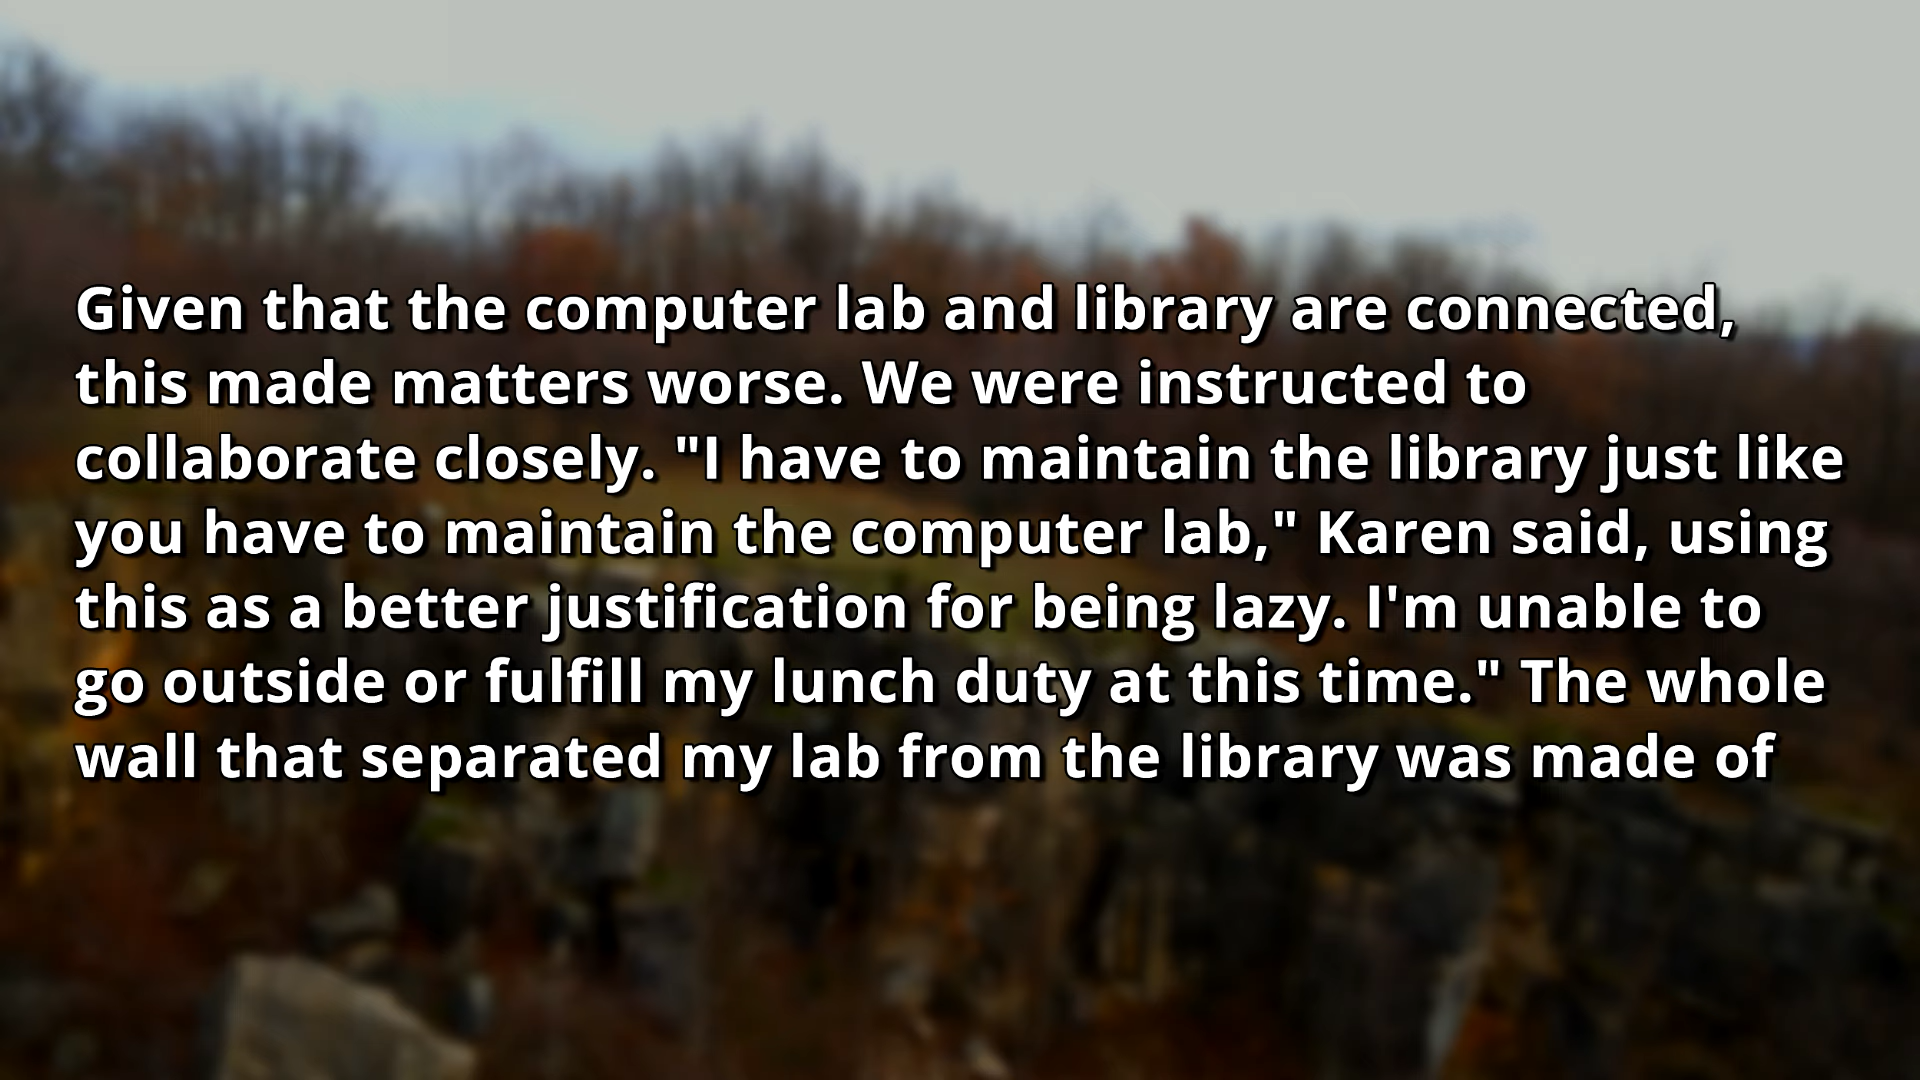 Given that the computer lab and library are connected,
this made matters worse. We were instructed to
collaborate closely. "I have to maintain the library just like
you have to maintain the computer lab," Karen said, using
this as a better justification for being lazy. I'm unable to
go outside or fulfill my lunch duty at this time." The whole
wall that separated my lab from the library was made of